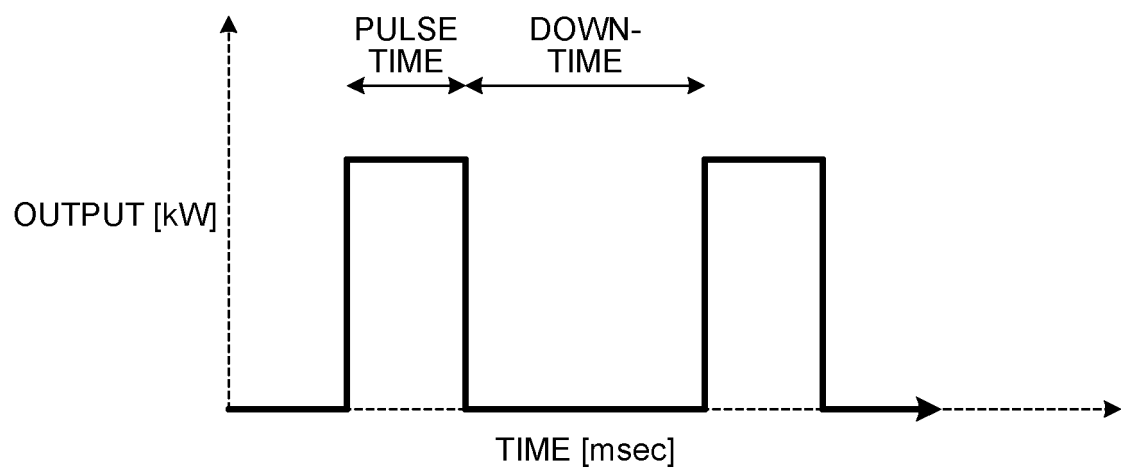 PULSE
TIME
DOWN-
TIME
OUTPUT [kW]
TIME [msec]